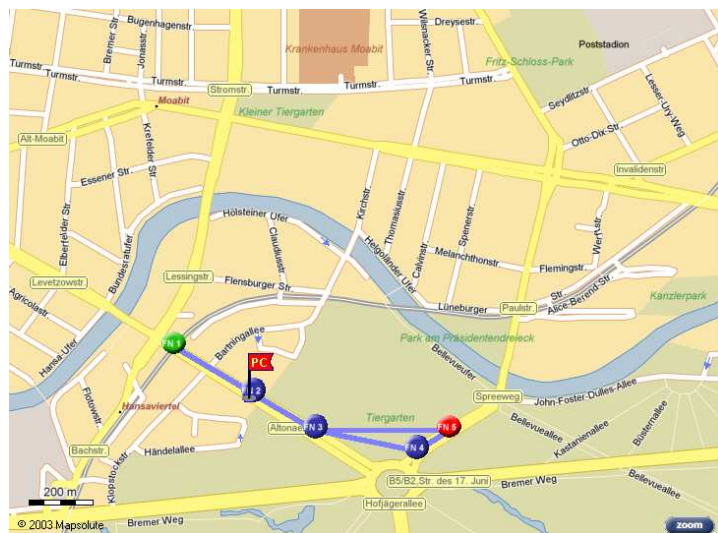 Bugenhagenstr.
Bremer Str.
Jonasstr.
Turmstr.
Turmstr.
Turmstr.
Turmstr.
Turmstr.
Stromstr.
Krankenhaus Moabit
Wilsnacker Str.
Dreysestr.
Fritz-Schloss-Park
Poststadion
Seydlitzstr.
Lesser-Ury-Weg
Otto-Dix-Str.
Invalidenstr.
Moabit
Kleiner Tiergarten
Alt-Moabit
Krefelder Str.
Essener Str.
Elberfelder Str.
Bundesratufer
Holsteiner Ufer
Claudiusstr.
Kirchstr.
Thomasiusstr.
Helgoländer Ufer
Calvinstr.
Spenerstr.
Melanchthonstr.
Flemingstr.
Werftstr.
Levetzowstr.
Agricolastr.
Lessingstr.
Flensburger Str.
Lüneburger
Str.
Paulstr.
Alice-Berend-Str.
Kanzlerpark
Hansa-Ufer
Bartningallee
Park am Präsidentendreieck
Bellevueufer
FN 1
PC
FN 2
FN 3
FN 4
FN 5
Flotowstr.
Hansaviertel
Altonae
Tiergarten
Spreeweg
John-Foster-Dulles-Allee
Bellevueallee
Kastanienallee
Büsternallee
Bellevueallee
Händelallee
Bachstr.
Klopstockstr.
B5/B2,Str. des 17. Juni
Bremer Weg
Hofjägerallee
200 m
© 2003 Mapsolute
Bremer Weg
zoom